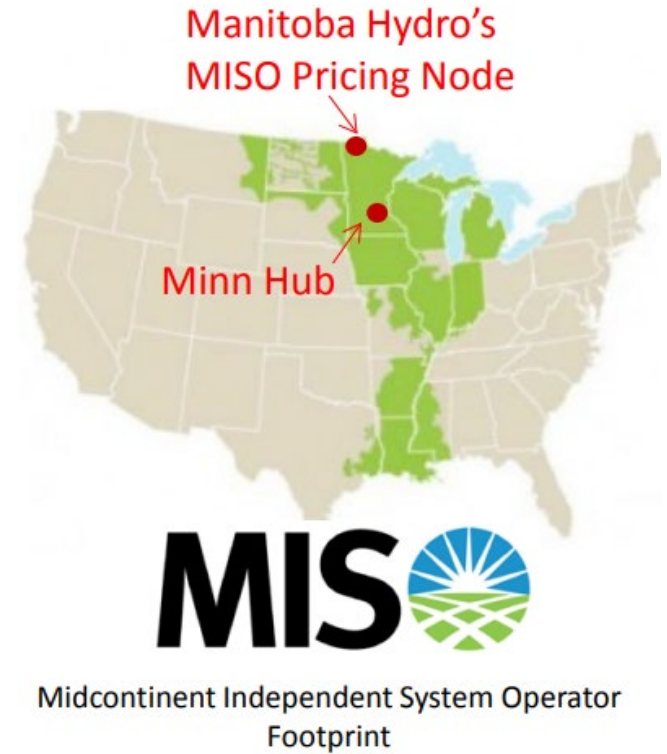 Manitoba Hydro's
MISO Pricing Node
Minn Hub
MISO
Midcontinent Independent System Operator
Footprint